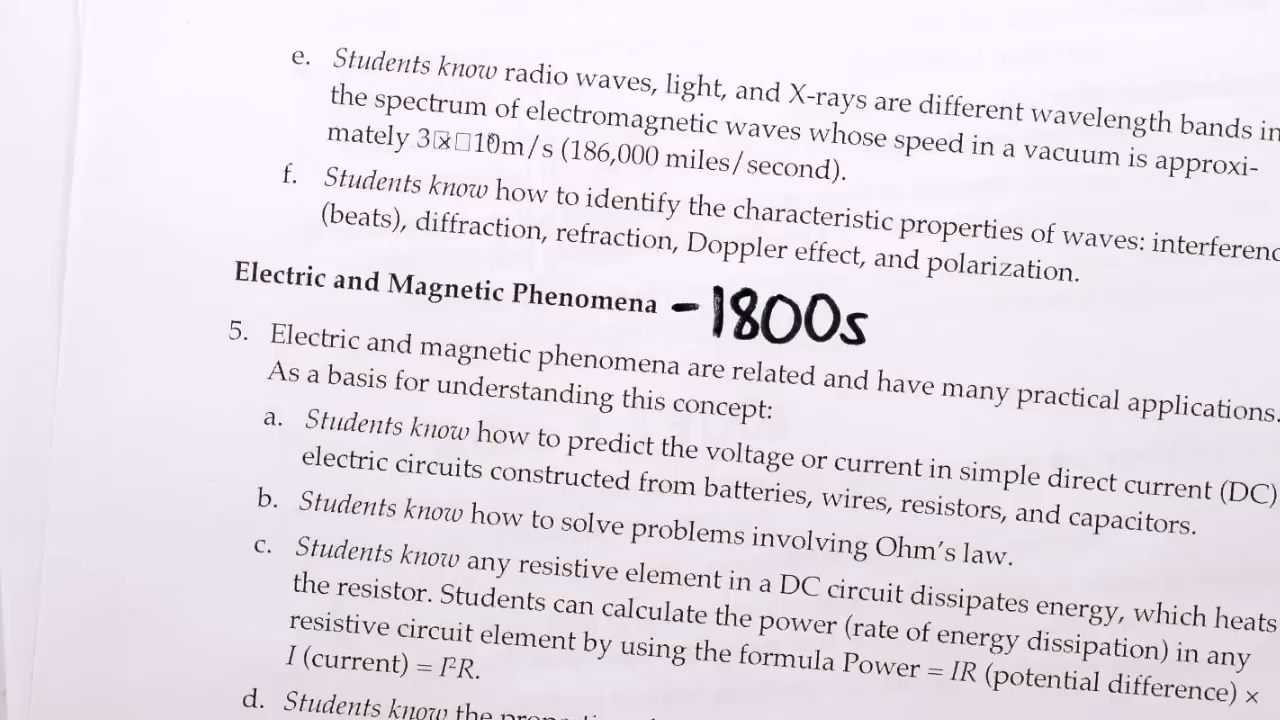 e. Students know radio waves, light, and X-rays are different wavelength bands in
the spectrum of electromagnetic waves whose speed in a vacuum is approxi-
mately 3 m/s (186,000 miles/second).
f. Students know how to identify the characteristic properties of waves: interferenc
(beats), diffraction, refraction, Doppler effect, and polarization.
Electric and Magnetic Phenomena - 1800s
5. Electric and magnetic phenomena are related and have many practical applications.
As a basis for understanding this concept:
a. Students know how to predict the voltage or current in simple direct current (DC)
electric circuits constructed from batteries, wires, resistors, and capacitors.
b. Students know how to solve problems involving Ohm's law.
c. Students know any resistive element in a DC circuit dissipates energy, which heats
the resistor. Students can calculate the power (rate of energy dissipation) in any
resistive circuit element by using the formula Power = IR (potential difference) ×
I (current) = I²R.
d. Students know the